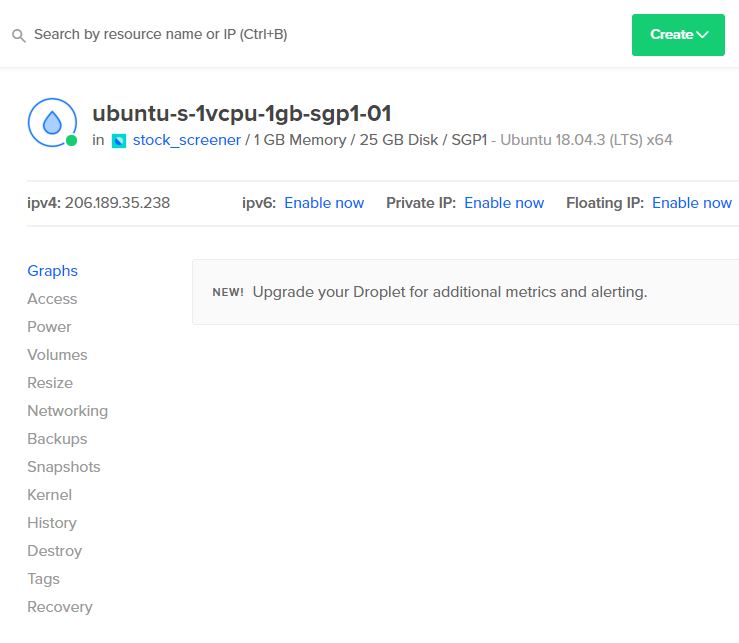 Search by resource name or IP (Ctrl+B)
Create
ubuntu-s-1vcpu-1gb-sgp1-01
in stock_screener / 1 GB Memory / 25 GB Disk / SGP1 - Ubuntu 18.04.3 (LTS) x64
ipv4: 206.189.35.238 ipv6: Enable now Private IP: Enable now Floating IP: Enable now
Graphs
NEW! Upgrade your Droplet for additional metrics and alerting.
Access
Power
Volumes
Resize
Networking
Backups
Snapshots
Kernel
History
Destroy
Tags
Recovery